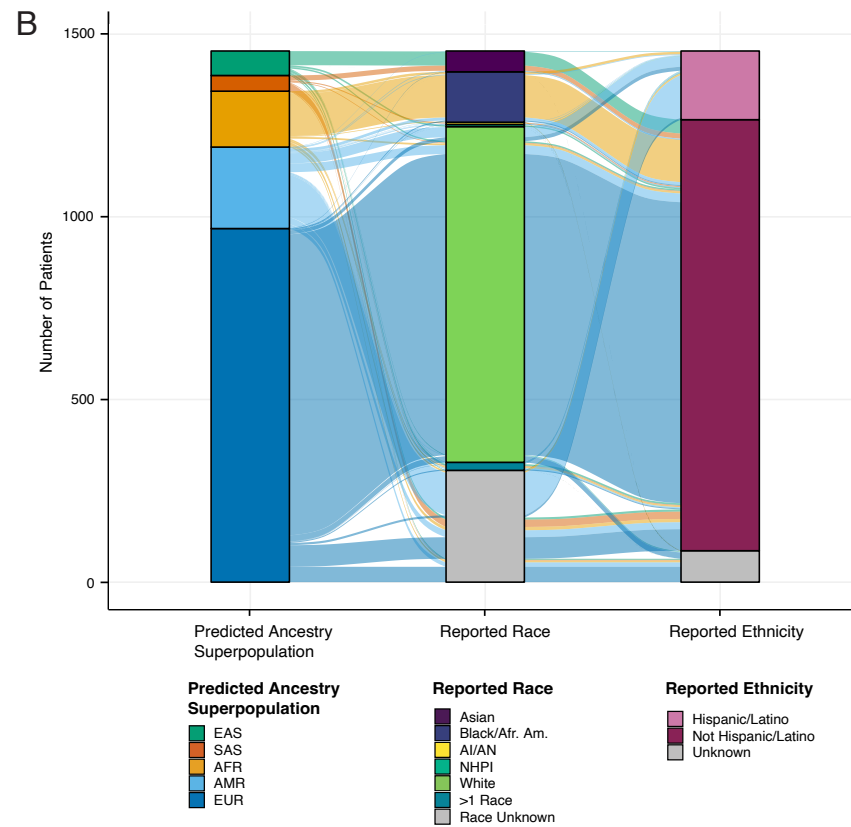 B
1500
1000
500
0
Number of Patients
Predicted Ancestry
Superpopulation
Reported Race
Reported Ethnicity
Predicted Ancestry
Superpopulation
EAS
SAS
AFR
AMR
EUR
Reported Race
Asian
Black/Afr. Am.
AI/AN
NHPI
White
>1 Race
Race Unknown
Reported Ethnicity
Hispanic/Latino
Not Hispanic/Latino
Unknown